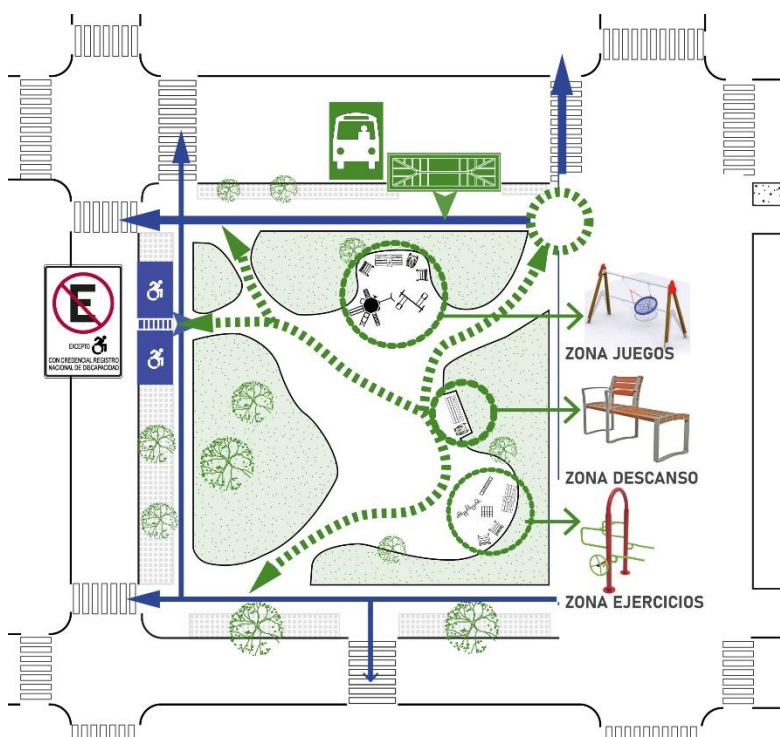 E
EXCEPTO
CON CREDENCIAL REGISTRO
NACIONAL DE DISCAPACIDAD
ZONA JUEGOS
ZONA DESCANSO
ZONA EJERCICIOS